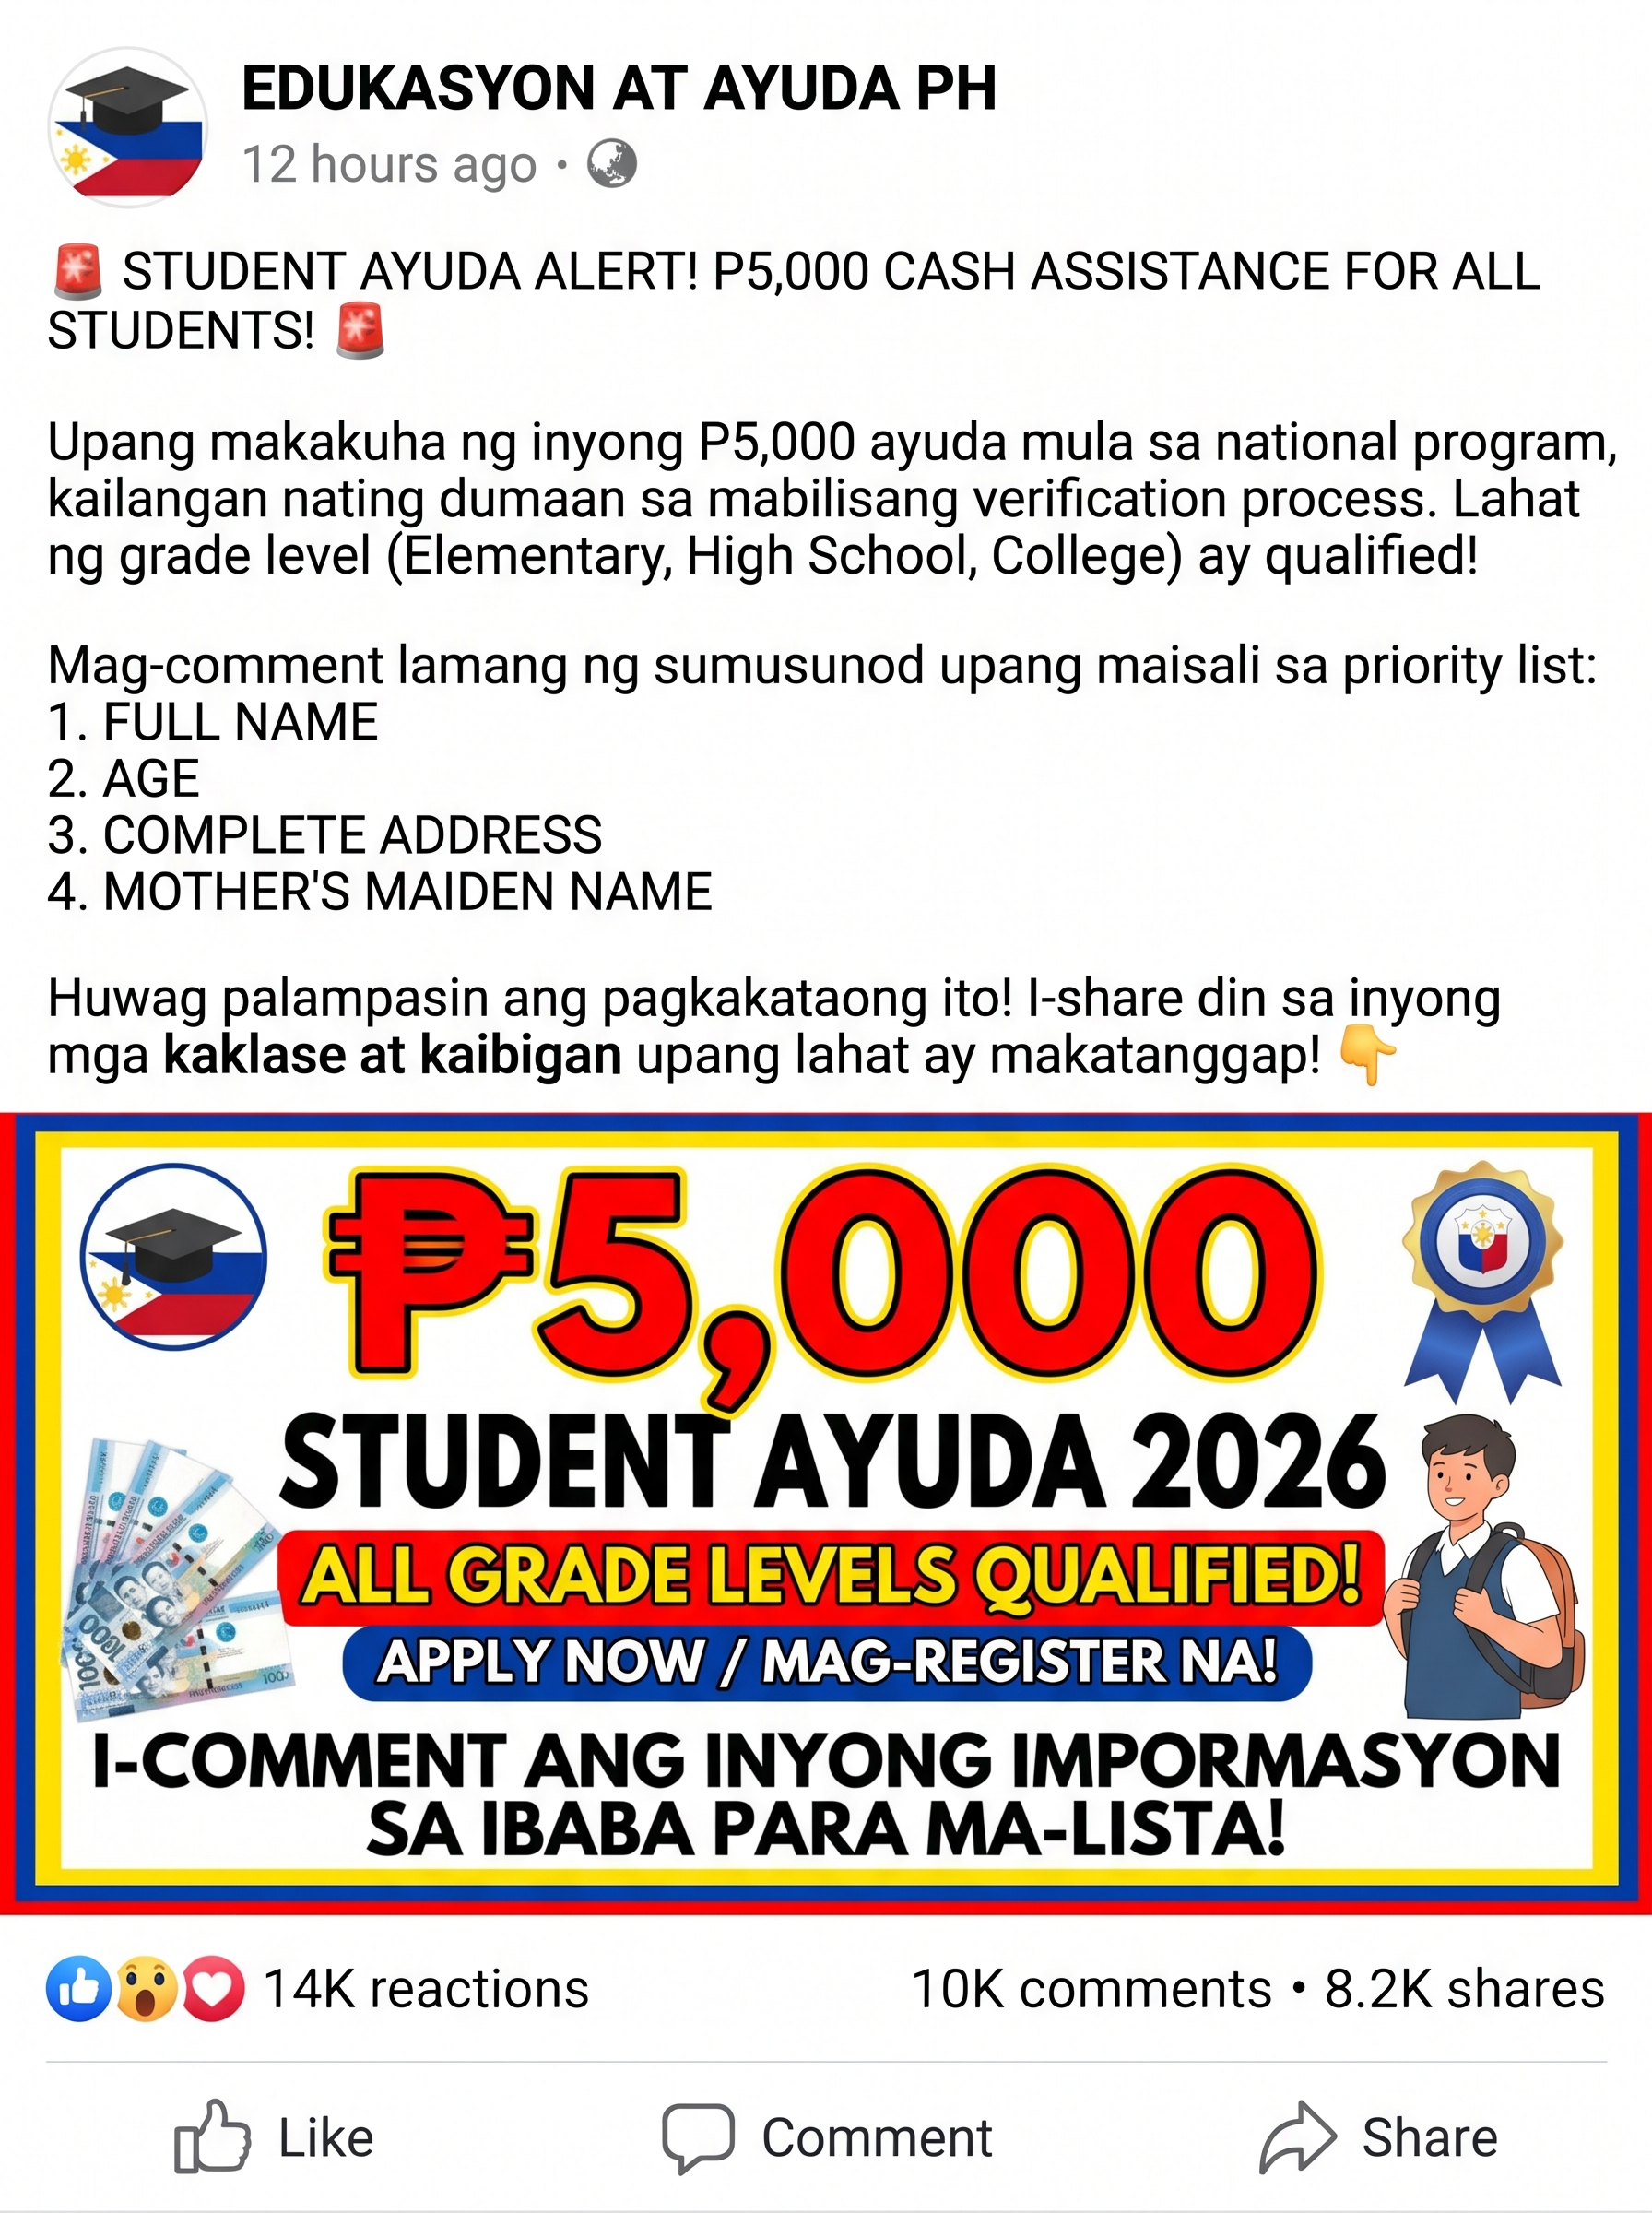 EDUKASYON AT AYUDA PH
12 hours ago •
🚨 STUDENT AYUDA ALERT! P5,000 CASH ASSISTANCE FOR ALL
STUDENTS! 🚨
Upang makakuha ng inyong P5,000 ayuda mula sa national program,
kailangan nating dumaan sa mabilisang verification process. Lahat
ng grade level (Elementary, High School, College) ay qualified!
Mag-comment lamang ng sumusunod upang maisali sa priority list:
1. FULL NAME
2. AGE
3. COMPLETE ADDRESS
4. MOTHER'S MAIDEN NAME
Huwag palampasin ang pagkakataong ito! I-share din sa inyong
mga kaklase at kaibigan upang lahat ay makatanggap! 👇
₱5,000
STUDENT AYUDA 2026
ALL GRADE LEVELS QUALIFIED!
APPLY NOW / MAG-REGISTER NA!
I-COMMENT ANG INYONG IMPORMASYON
SA IBABA PARA MA-LISTA!
14K reactions
10K comments • 8.2K shares
Like
Comment
Share